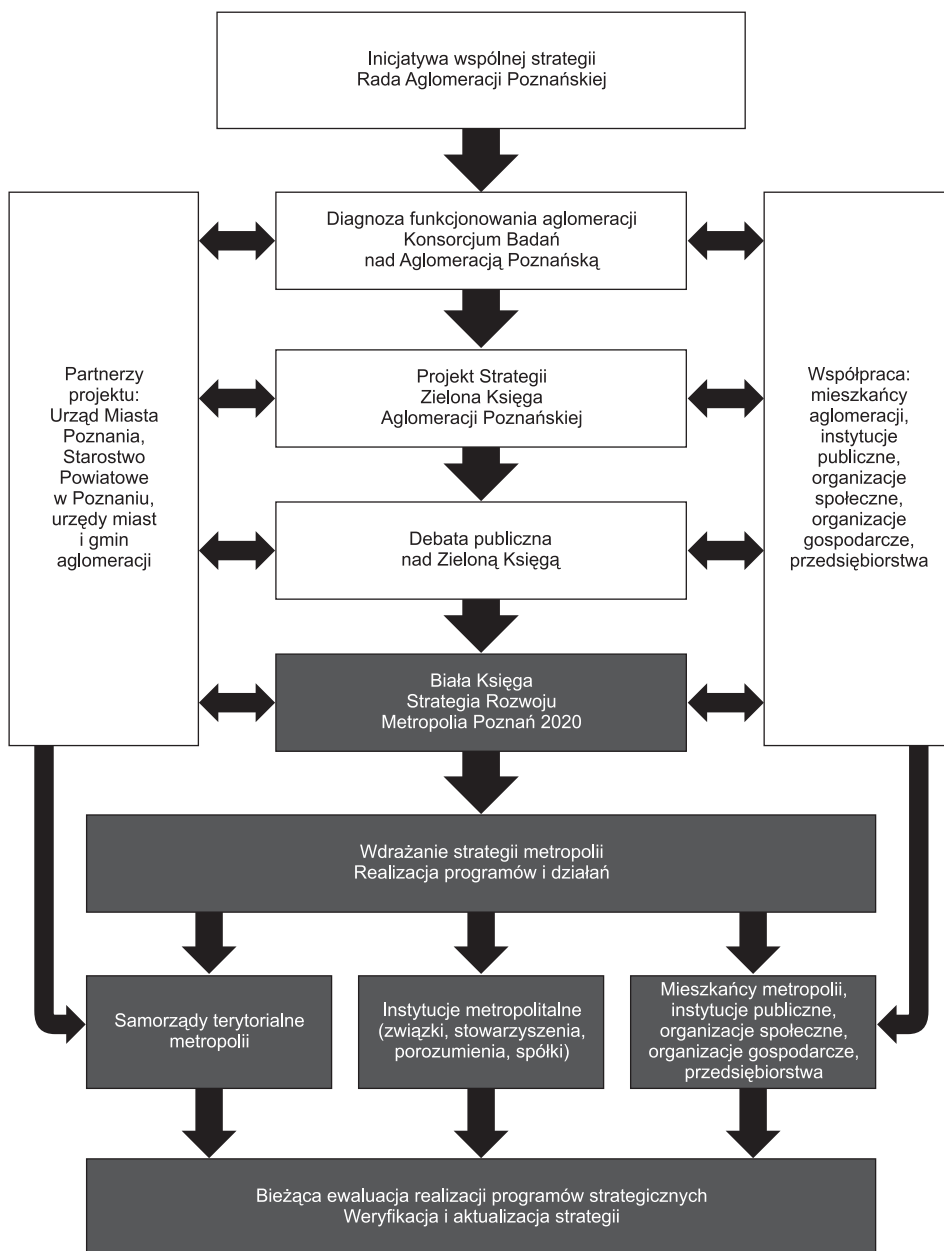 Inicjatywa wspólnej strategii
Rada Aglomeracji Poznańskiej
Diagnoza funkcjonowania aglomeracji
Konsorcjum Badań
nad Aglomeracją Poznańską
Partnerzy
projektu:
Urząd Miasta
Poznania,
Starostwo
Powiatowe
w Poznaniu,
urzędy miast
i gmin
aglomeracji
Projekt Strategii
Zielona Księga
Aglomeracji Poznańskiej
Współpraca:
mieszkańcy
aglomeracji,
instytucje
publiczne,
organizacje
społeczne,
organizacje
gospodarcze,
przedsiębiorstwa
Debata publiczna
nad Zieloną Księgą
Biała Księga
Strategia Rozwoju
Metropolia Poznań 2020
Wdrażanie strategii metropolii
Realizacja programów i działań
Samorządy terytorialne
metropolii
Instytucje metropolitalne
(związki, stowarzyszenia,
porozumienia, spółki)
Mieszkańcy metropolii,
instytucje publiczne,
organizacje społeczne,
organizacje gospodarcze,
przedsiębiorstwa
Bieżąca ewaluacja realizacji programów strategicznych
Weryfikacja i aktualizacja strategii